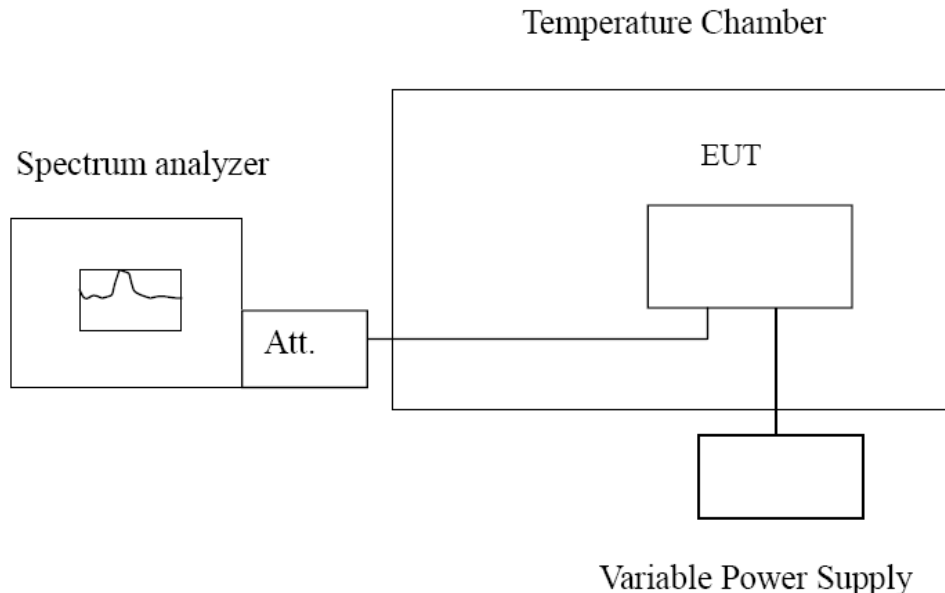 Temperature Chamber
Spectrum analyzer
EUT
Att.
Variable Power Supply